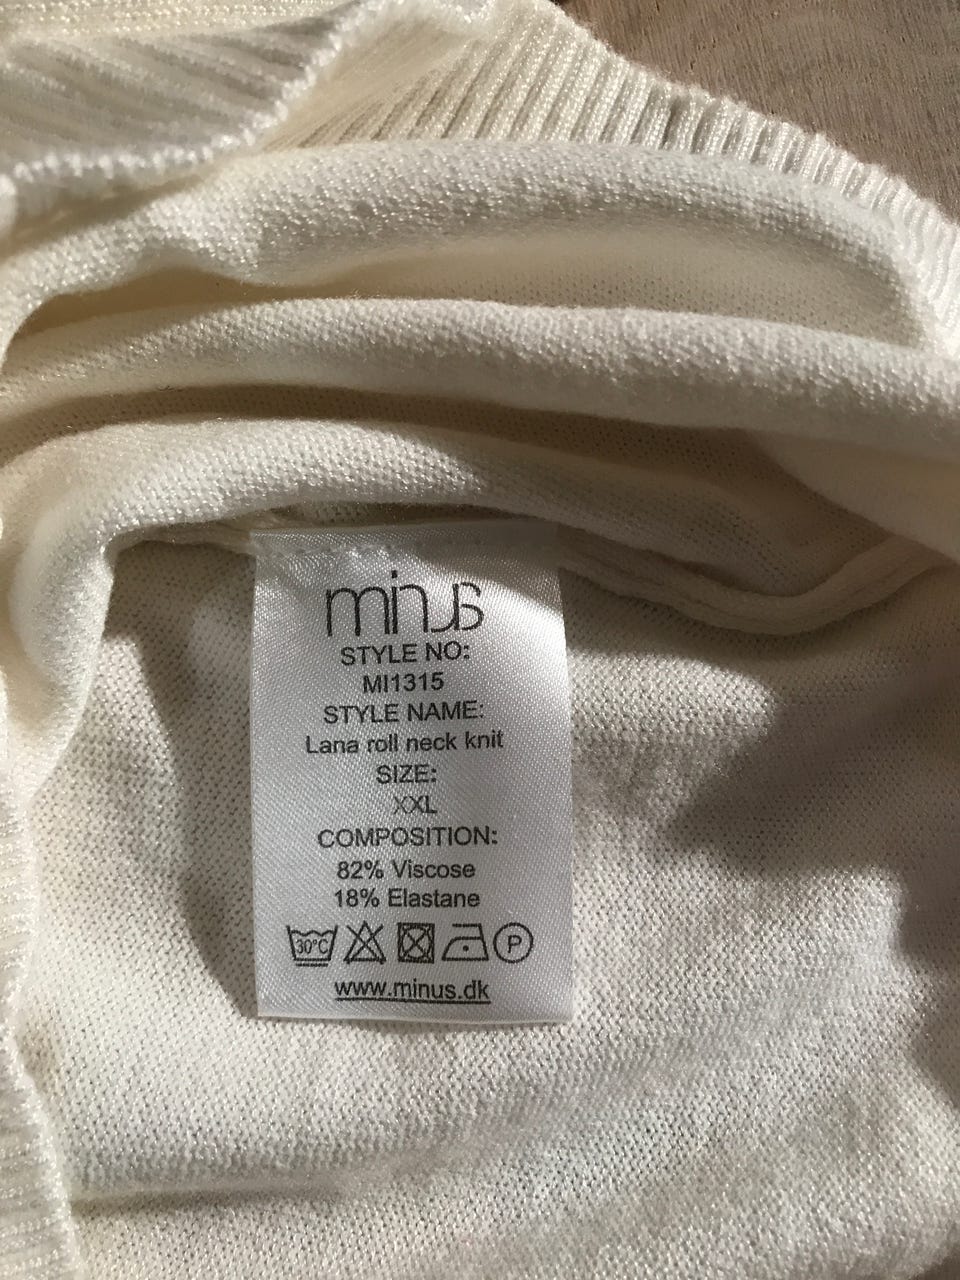 minus
STYLE NO:
MI1315
STYLE NAME:
Lana roll neck knit
SIZE:
XXL
COMPOSITION:
82% Viscose
18% Elastane
30°C P
www.minus.dk